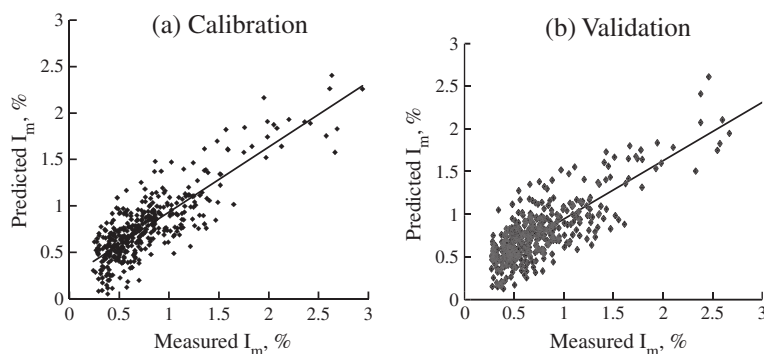 (a) Calibration
3
2.5
2
1.5
1
0.5
0
Predicted I_m, %
0 0.5 1 1.5 2 2.5 3
Measured I_m, %
(b) Validation
3
2.5
2
1.5
1
0.5
0
Predicted I_m, %
0 0.5 1 1.5 2 2.5 3
Measured I_m, %